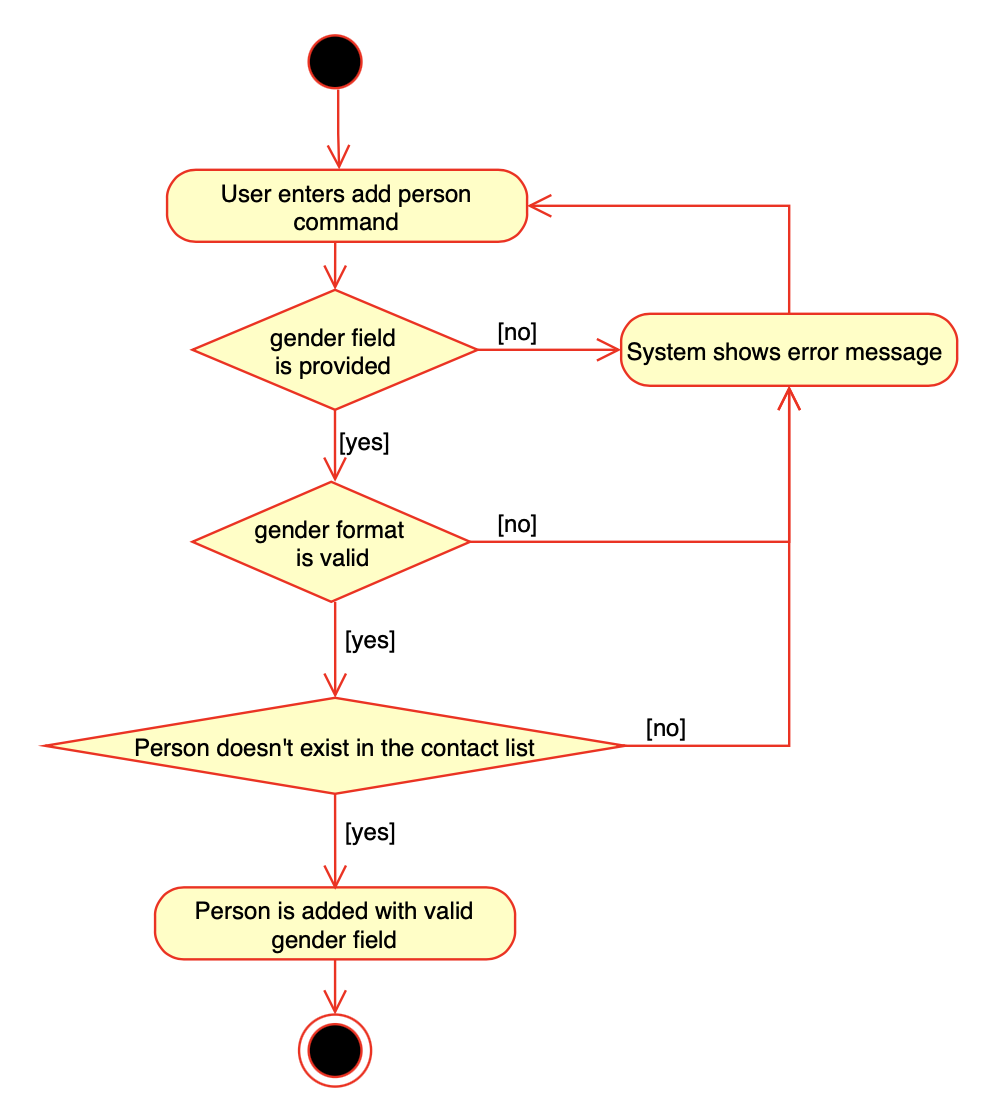 User enters add person
command
gender field
is provided
[no]
System shows error message
[yes]
gender format
is valid
[no]
[yes]
Person doesn't exist in the contact list
[no]
[yes]
Person is added with valid
gender field